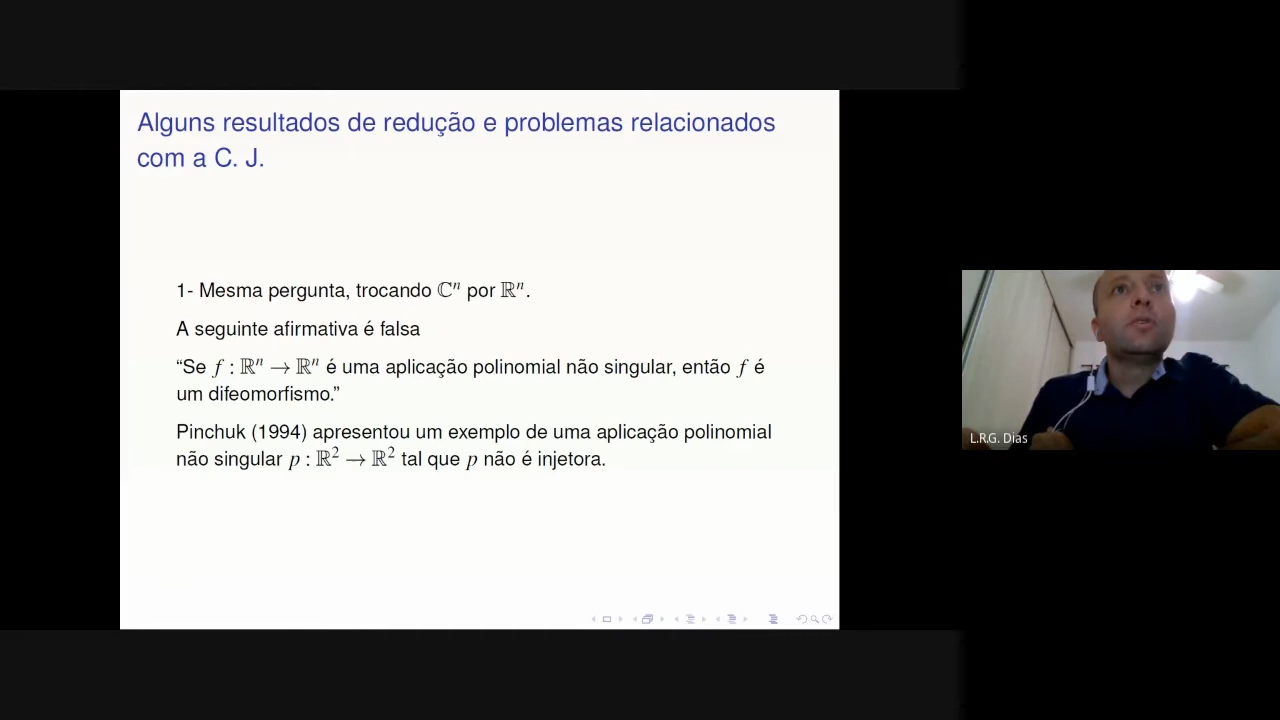 Alguns resultados de redução e problemas relacionados
com a C. J.
1- Mesma pergunta, trocando ℂⁿ por ℝⁿ.
A seguinte afirmativa é falsa
“Se f : ℝⁿ → ℝⁿ é uma aplicação polinomial não singular, então f é
um difeomorfismo.”
Pinchuk (1994) apresentou um exemplo de uma aplicação polinomial
não singular p : ℝ² → ℝ² tal que p não é injetora.
L.R.G. Dias